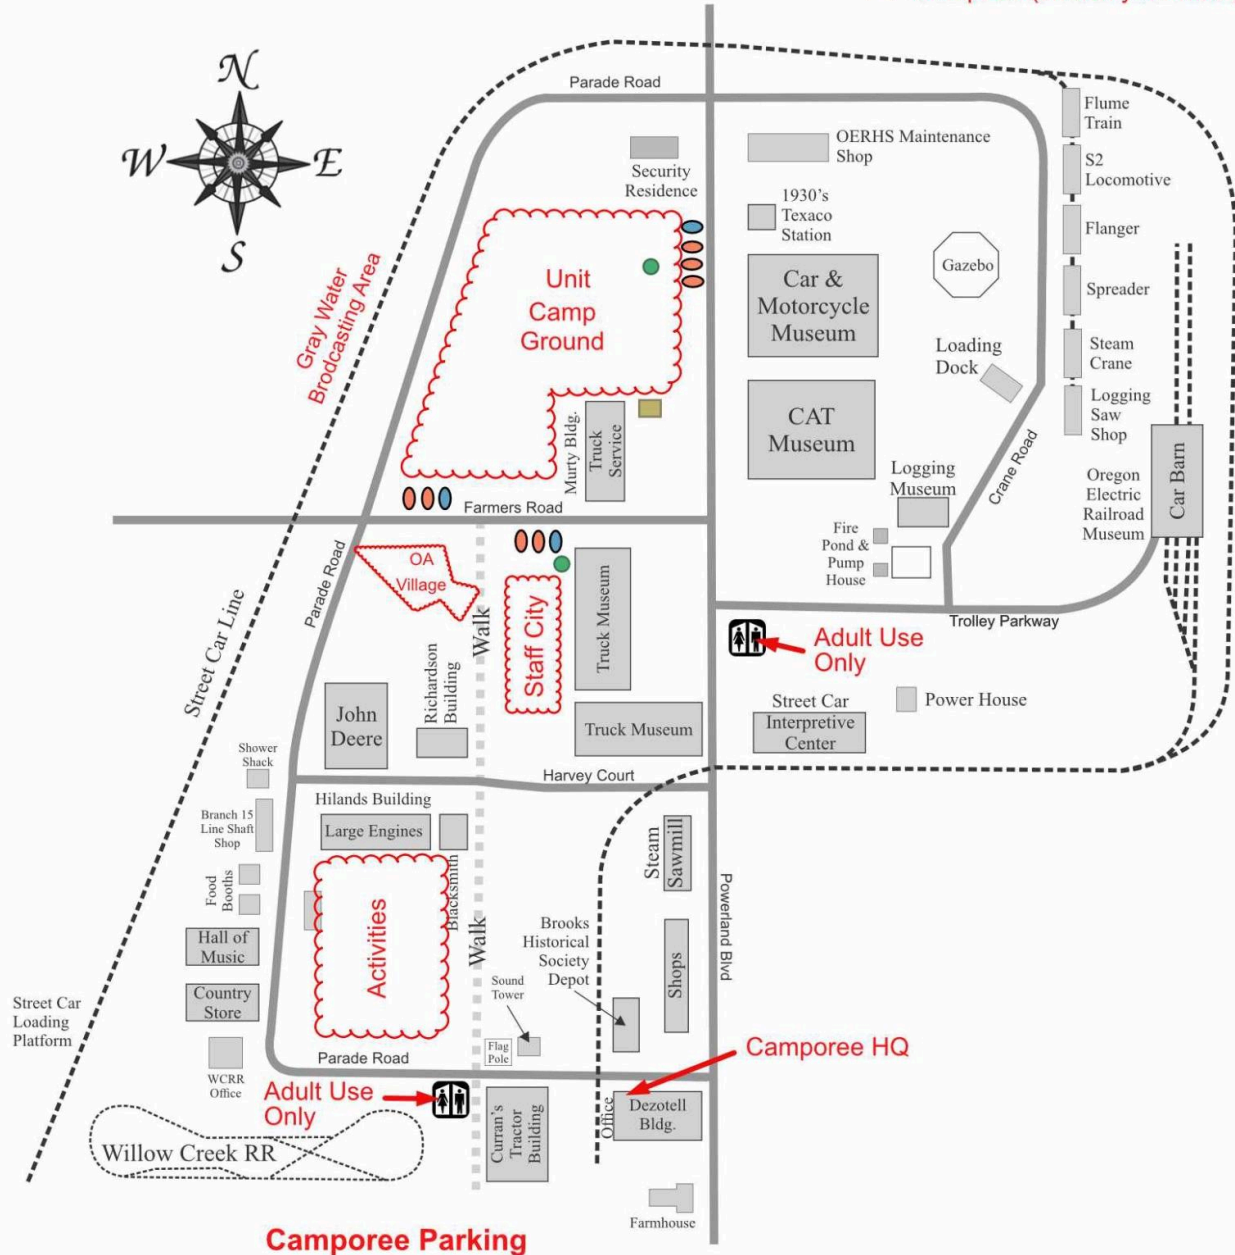 N
W
E
S
Parade Road
Security
Residence
OERHS Maintenance
Shop
1930's
Texaco
Station
Flume
Train
S2
Locomotive
Flanger
Gazebo
Spreader
Steam
Crane
Logging
Saw
Shop
Loading
Dock
Car &
Motorcycle
Museum
CAT
Museum
Unit
Camp
Ground
Gray Water
Brodcasting Area
Murty Bldg.
Truck
Service
Logging
Museum
Crane Road
Oregon
Electric
Railroad
Museum
Car Barn
Farmers Road
Fire
Pond &
Pump
House
OA
Village
Parade Road
Street Car Line
Walk
Staff City
Truck Museum
Trolley Parkway
Adult Use
Only
Richardson
Building
John
Deere
Truck Museum
Street Car
Interpretive
Center
Power House
Shower
Shack
Harvey Court
Hilands Building
Large Engines
Branch 15
Line Shaft
Shop
Blacksmith
Steam
Sawmill
Food
Booths
Activities
Walk
Powerland Blvd
Brooks
Historical
Society
Depot
Shops
Hall of
Music
Country
Store
Street Car
Loading
Platform
Sound
Tower
Flag
Pole
WCRR
Office
Parade Road
Camporee HQ
Adult Use
Only
Curran's
Tractor
Building
Office
Dezotell
Bldg.
Willow Creek RR
Farmhouse
Camporee Parking